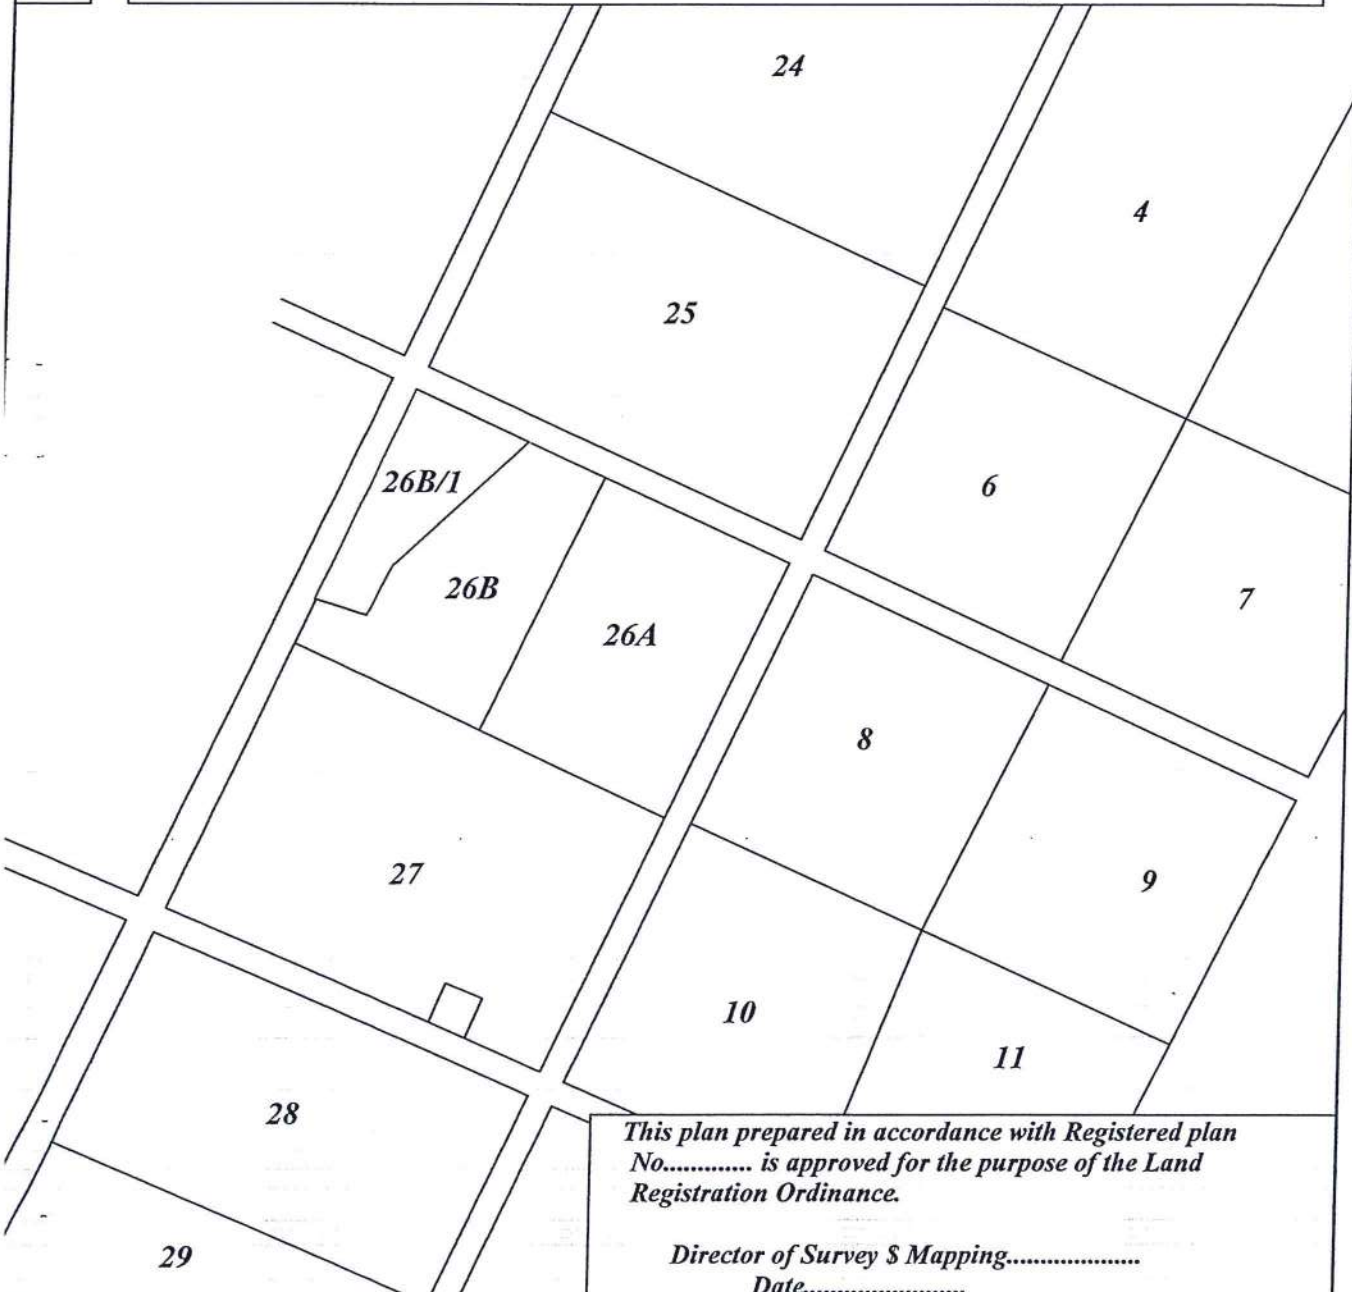 24
4
25
26B/1
6
26B
7
26A
8
27
9
10
11
28
This plan prepared in accordance with Registered plan
No............. is approved for the purpose of the Land
Registration Ordinance.
29
Director of Survey $ Mapping....................
Date........................